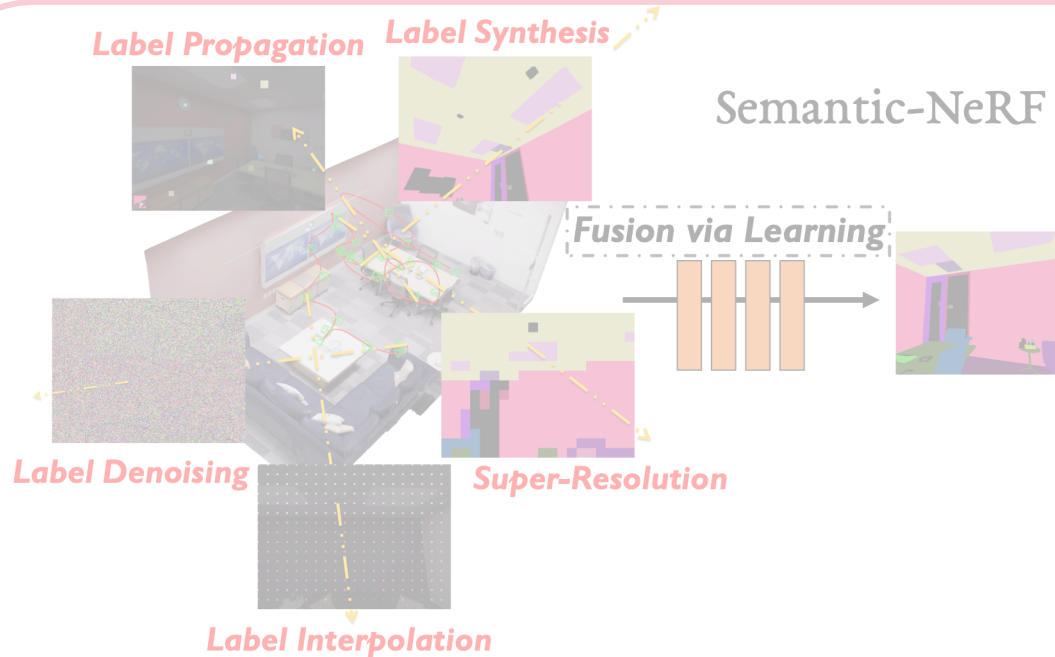 Label Propagation
Label Synthesis
Semantic-NeRF
Fusion via Learning
Label Denoising
Super-Resolution
Label Interpolation